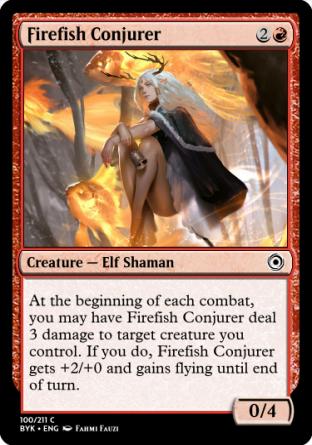 Firefish Conjurer 2
Creature — Elf Shaman
At the beginning of each combat,
you may have Firefish Conjurer deal
3 damage to target creature you
control. If you do, Firefish Conjurer
gets +2/+0 and gains flying until end
of turn.
100/211 C
BYK • ENG Fahmi Fauzi
0/4